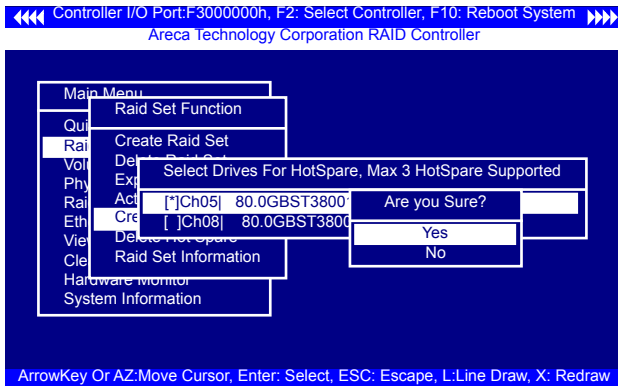 Controller I/O Port:F3000000h, F2: Select Controller, F10: Reboot System
Areca Technology Corporation RAID Controller
Main Menu
Raid Set Function
Create Raid Set
Select Drives For HotSpare, Max 3 HotSpare Supported
[*]Ch05| 80.0GBST3800
[ ]Ch08| 80.0GBST3800
Are you Sure?
Yes
No
Delete Hot Spare
Raid Set Information
Hardware Monitor
System Information
ArrowKey Or AZ:Move Cursor, Enter: Select, ESC: Escape, L:Line Draw, X: Redraw